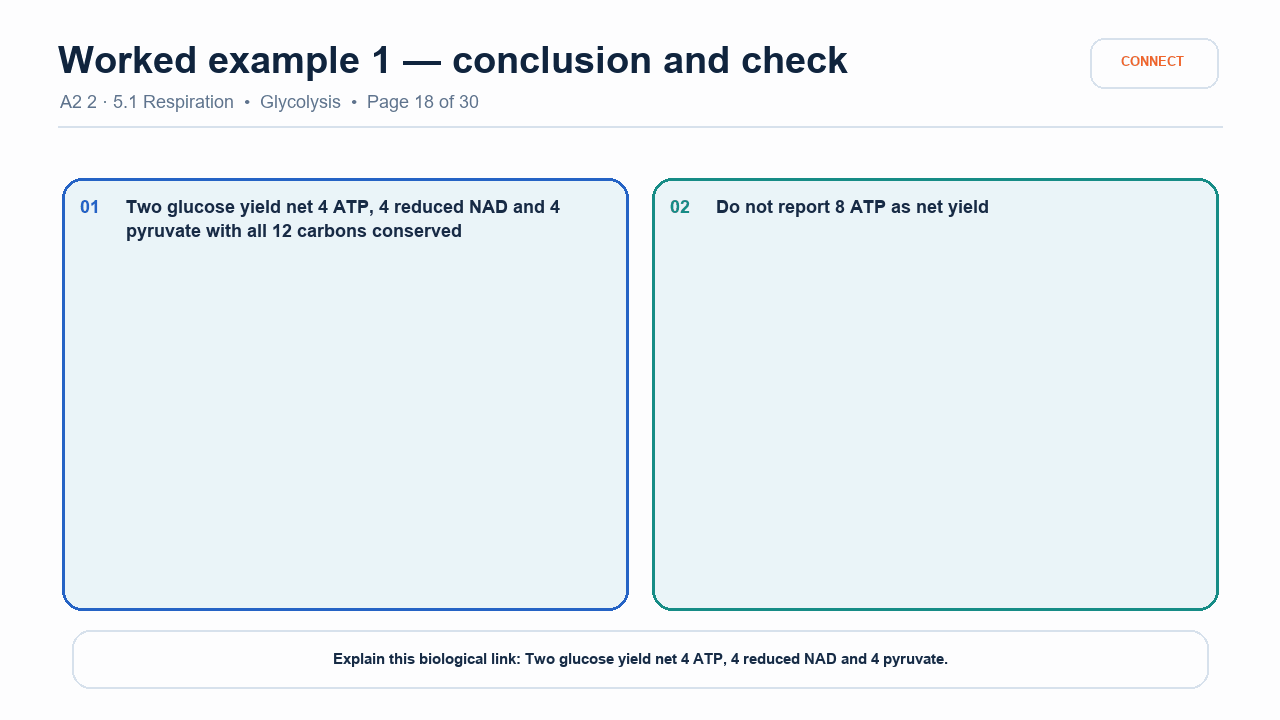 Worked example 1 — conclusion and check
CONNECT
A2 2 · 5.1 Respiration • Glycolysis • Page 18 of 30
01 Two glucose yield net 4 ATP, 4 reduced NAD and 4
pyruvate with all 12 carbons conserved
02 Do not report 8 ATP as net yield
Explain this biological link: Two glucose yield net 4 ATP, 4 reduced NAD and 4 pyruvate.